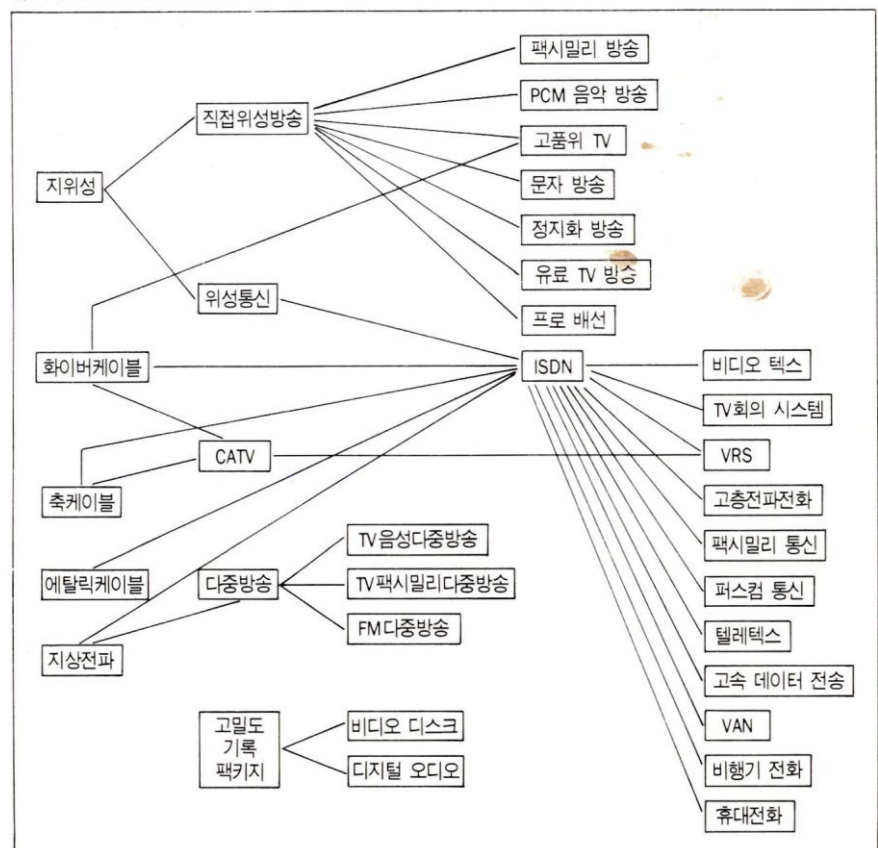 팩시밀리 방송
PCM 음악 방송
직접위성방송
고품위 TV
지위성
문자 방송
정지화 방송
유료 TV 방송
위성통신
프로 배선
화이버케이블
ISDN
비디오 텍스
TV회의 시스템
CATV
VRS
축케이블
고층전파전화
TV음성다중방송
팩시밀리 통신
에탈릭케이블
다중방송
TV팩시밀리다중방송
퍼스컴 통신
FM다중방송
텔레텍스
지상전파
고속 데이터 전송
고밀도
기록
팩키지
비디오 디스크
VAN
디지털 오디오
비행기 전화
휴대전화